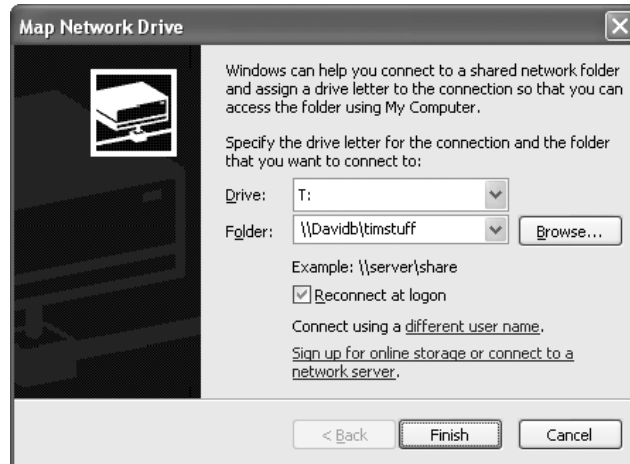 Map Network Drive
Windows can help you connect to a shared network folder
and assign a drive letter to the connection so that you can
access the folder using My Computer.
Specify the drive letter for the connection and the folder
that you want to connect to:
Drive: T:
Folder: \\Davidb\timstuff Browse...
Example: \\server\share
Reconnect at logon
Connect using a different user name.
Sign up for online storage or connect to a
network server.
< Back Finish Cancel